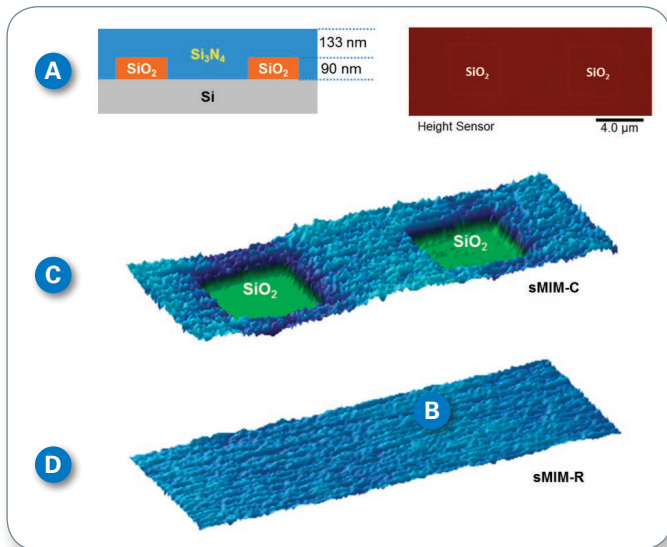 A
Si₃N₄
SiO₂
SiO₂
Si
133 nm
90 nm
SiO₂
SiO₂
Height Sensor
4.0 µm
C
SiO₂
SiO₂
sMIM-C
B
D
sMIM-R